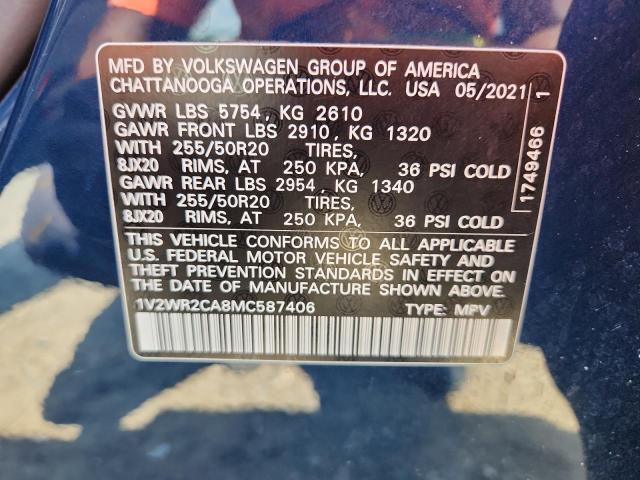 MFD BY VOLKSWAGEN GROUP OF AMERICA
CHATTANOOGA OPERATIONS, LLC. USA 05/2021
GVWR LBS 5754, KG 2610
GAWR FRONT LBS 2910, KG 1320
WITH 255/50R20 TIRES,
8JX20 RIMS, AT 250 KPA, 36 PSI COLD
GAWR REAR LBS 2954, KG 1340
WITH 255/50R20 TIRES,
8JX20 RIMS, AT 250 KPA, 36 PSI COLD
THIS VEHICLE CONFORMS TO ALL APPLICABLE
U.S. FEDERAL MOTOR VEHICLE SAFETY AND
THEFT PREVENTION STANDARDS IN EFFECT ON
THE DATE OF MANUFACTURE SHOWN ABOVE.
1V2WR2CA8MC587406 TYPE: MPV
1749466 1